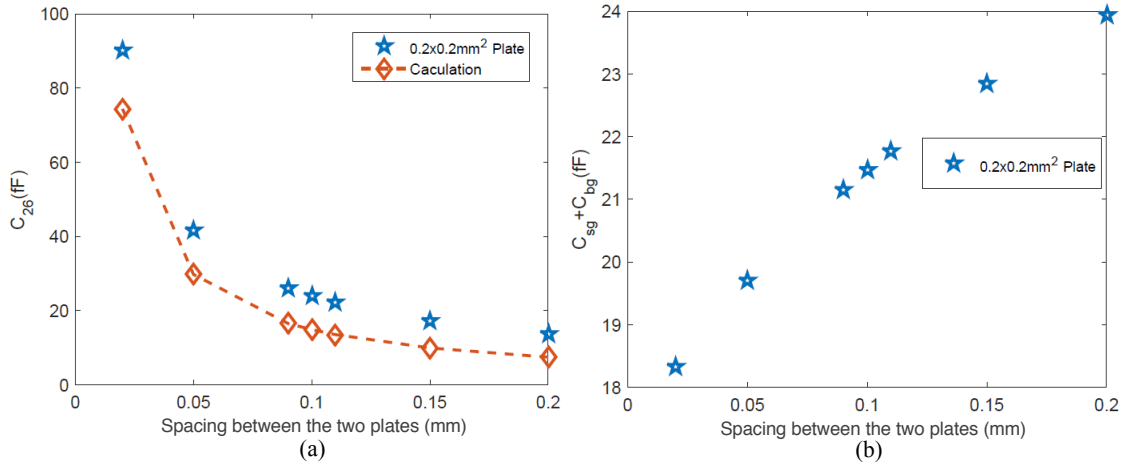 100
80
60
40
20
0
C26(fF)
0.2x0.2mm2 Plate
Caculation
0 0.05 0.1 0.15 0.2
Spacing between the two plates (mm)
(a)
24
23
22
21
20
19
18
Csg+Cbg(fF)
0.2x0.2mm2 Plate
0 0.05 0.1 0.15 0.2
Spacing between the two plates (mm)
(b)